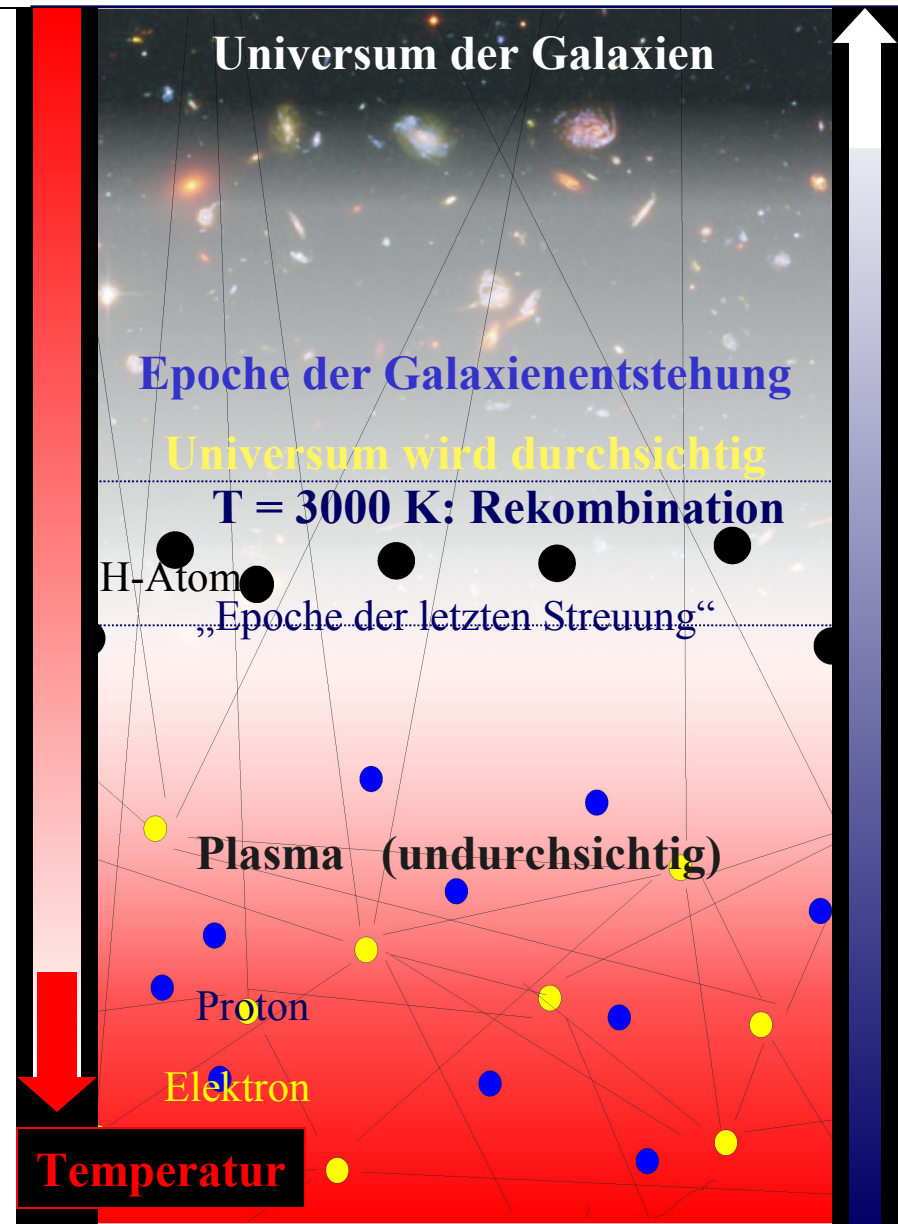 Universum der Galaxien
Epoche der Galaxienentstehung
Universum wird durchsichtig
T = 3000 K: Rekombination
H-Atom
„Epoche der letzten Streuung“
Plasma (undurchsichtig)
Proton
Elektron
Temperatur